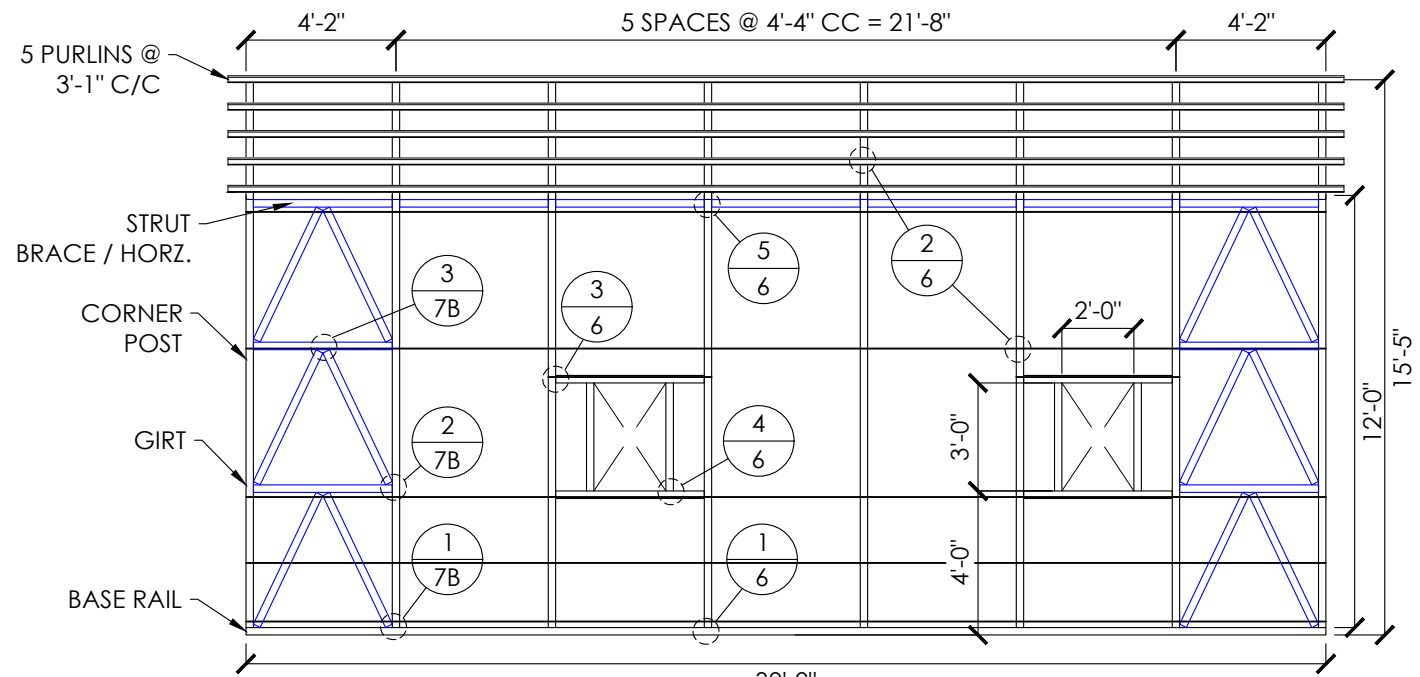 4'-2"
5 SPACES @ 4'-4" CC = 21'-8"
4'-2"
5 PURLINS @
3'-1" C/C
STRUT
BRACE / HORZ.
3
7B
5
6
2
6
CORNER
POST
3
6
2'-0"
15'-5"
12'-0"
GIRT
2
7B
4
6
3'-0"
1
7B
1
6
4'-0"
BASE RAIL